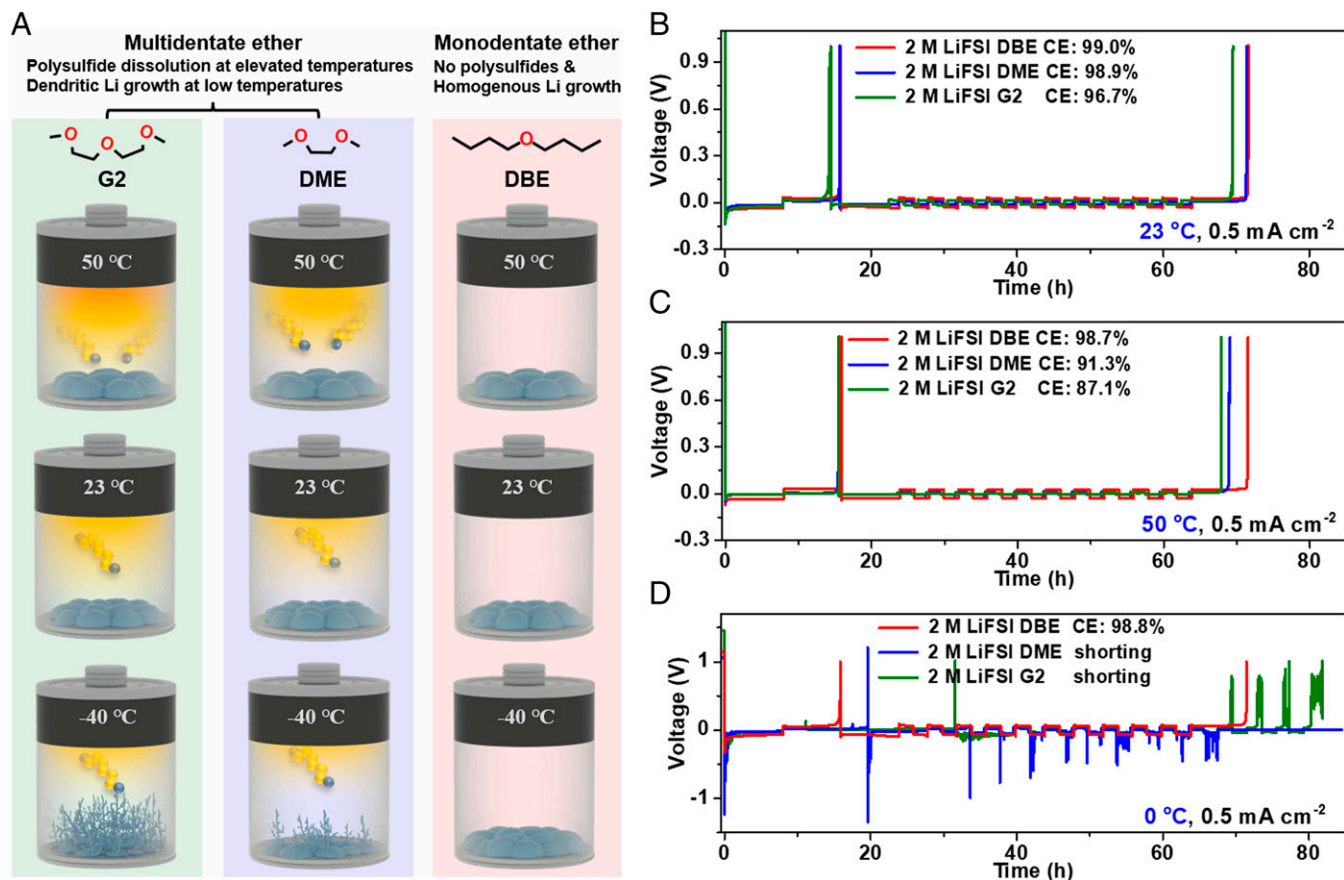 A
Multidentate ether
Polysulfide dissolution at elevated temperatures
Dendritic Li growth at low temperatures
Monodentate ether
No polysulfides &
Homogenous Li growth
O O O
G2
O O
DME
O
DBE
50 °C
50 °C
50 °C
23 °C
23 °C
23 °C
-40 °C
-40 °C
-40 °C
B
Voltage (V)
0.9
0.6
0.3
0.0
-0.3
2 M LiFSI DBE CE: 99.0%
2 M LiFSI DME CE: 98.9%
2 M LiFSI G2 CE: 96.7%
23 °C, 0.5 mA cm⁻²
0 20 40 60 80
Time (h)
C
Voltage (V)
0.9
0.6
0.3
0.0
-0.3
2 M LiFSI DBE CE: 98.7%
2 M LiFSI DME CE: 91.3%
2 M LiFSI G2 CE: 87.1%
50 °C, 0.5 mA cm⁻²
0 20 40 60 80
Time (h)
D
Voltage (V)
1
0
-1
2 M LiFSI DBE CE: 98.8%
2 M LiFSI DME shorting
2 M LiFSI G2 shorting
0 °C, 0.5 mA cm⁻²
0 20 40 60 80
Time (h)